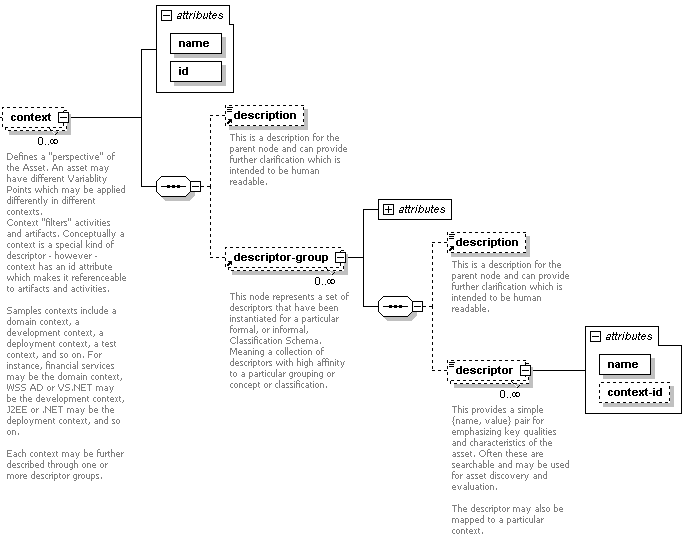 attributes
name
id
context
0..∞
Defines a "perspective" of
the Asset. An asset may
have different Variablity
Points which may be applied
differently in different
contexts.
Context "filters" activities
and artifacts. Conceptually a
context is a special kind of
descriptor - however -
context has an id attribute
which makes it referenceable
to artifacts and activities.
Samples contexts include a
domain context, a
development context, a
deployment context, a test
context, and so on. For
instance, financial services
may be the domain context,
WSS AD or VS.NET may
be the development context,
J2EE or .NET may be the
deployment context, and so
on.
Each context may be further
described through one or
more descriptor groups.
description
This is a description for the
parent node and can provide
further clarification which is
intended to be human
readable.
descriptor-group
0..∞
This node represents a set of
descriptors that have been
instantiated for a particular
formal, or informal,
Classification Schema.
Meaning a collection of
descriptors with high affinity
to a particular grouping or
concept or classification.
attributes
description
This is a description for the
parent node and can provide
further clarification which is
intended to be human
readable.
descriptor
0..∞
This provides a simple
{name, value} pair for
emphasizing key qualities
and characteristics of the
asset. Often these are
searchable and may be used
for asset discovery and
evaluation.
The descriptor may also be
mapped to a particular
context.
attributes
name
context-id